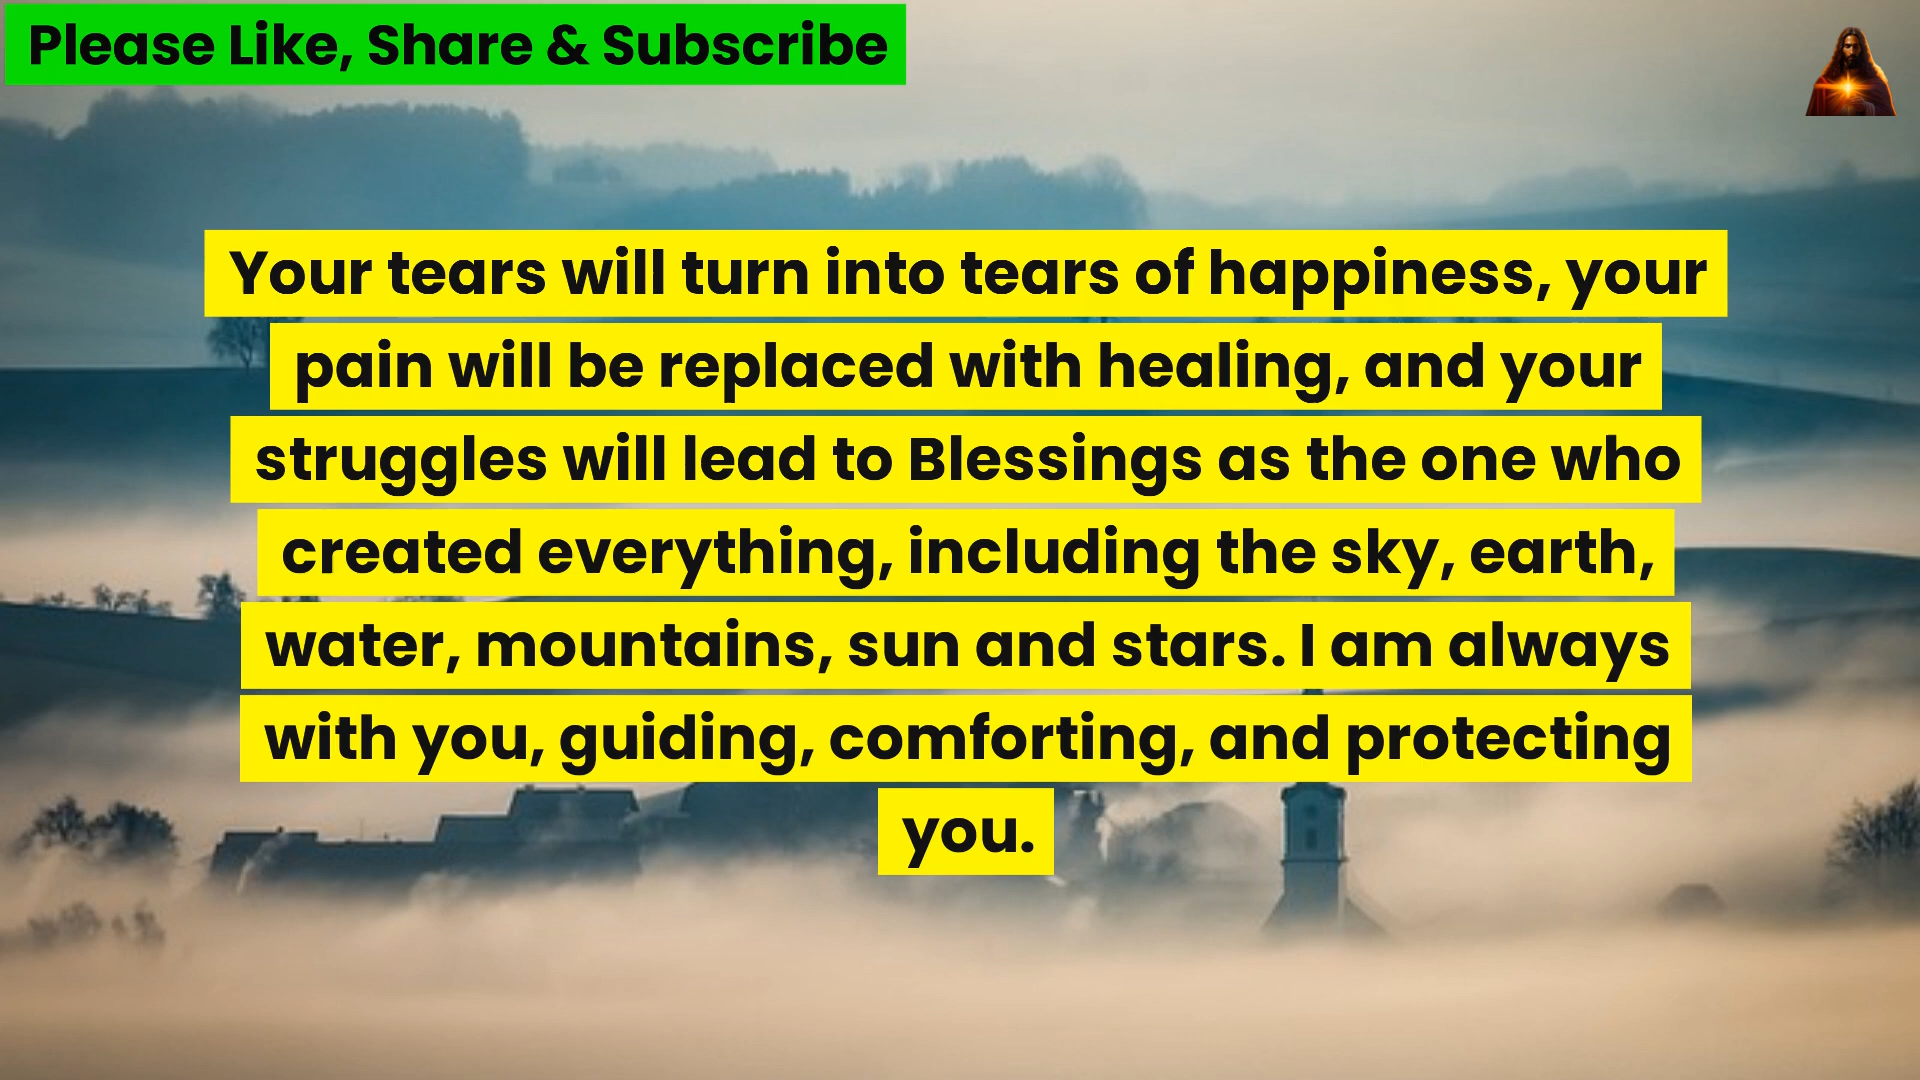 Please Like, Share & Subscribe
Your tears will turn into tears of happiness, your
pain will be replaced with healing, and your
struggles will lead to Blessings as the one who
created everything, including the sky, earth,
water, mountains, sun and stars. I am always
with you, guiding, comforting, and protecting
you.